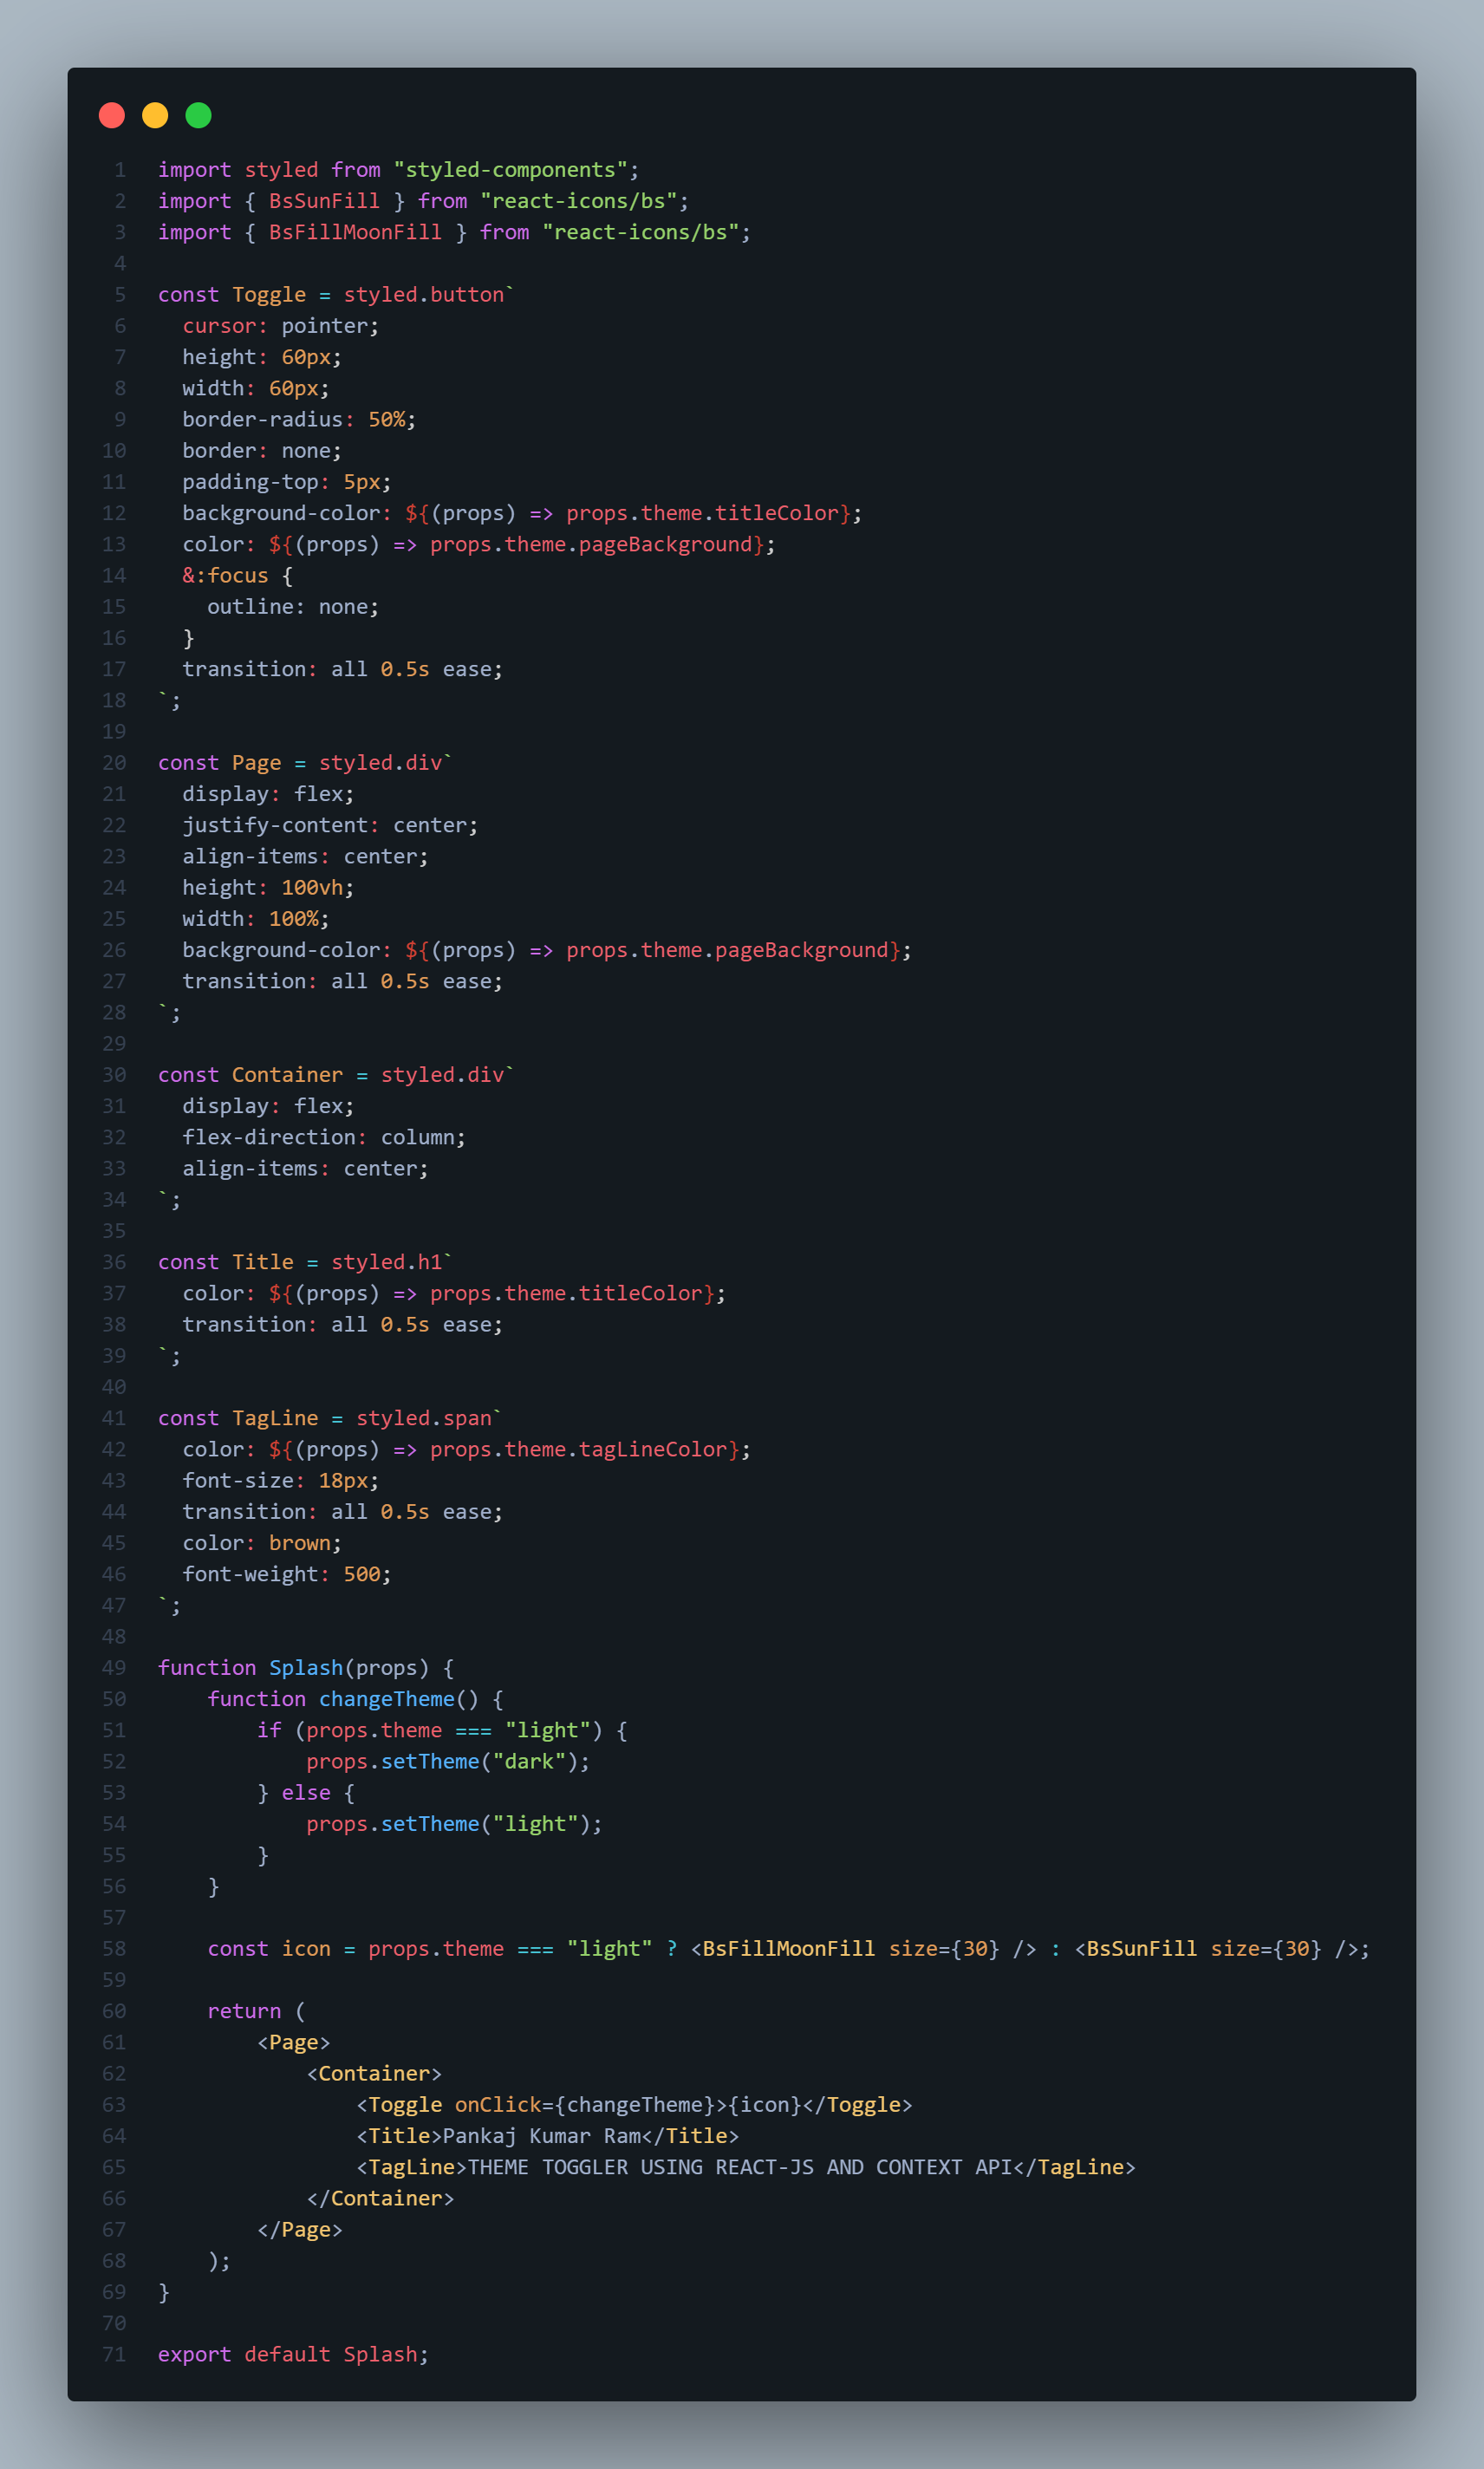 1 import styled from "styled-components";
2 import { BsSunFill } from "react-icons/bs";
3 import { BsFillMoonFill } from "react-icons/bs";
4
5 const Toggle = styled.button`
6   cursor: pointer;
7   height: 60px;
8   width: 60px;
9   border-radius: 50%;
10   border: none;
11   padding-top: 5px;
12   background-color: ${(props) => props.theme.titleColor};
13   color: ${(props) => props.theme.pageBackground};
14   &:focus {
15     outline: none;
16   }
17   transition: all 0.5s ease;
18 `;
19
20 const Page = styled.div`
21   display: flex;
22   justify-content: center;
23   align-items: center;
24   height: 100vh;
25   width: 100%;
26   background-color: ${(props) => props.theme.pageBackground};
27   transition: all 0.5s ease;
28 `;
29
30 const Container = styled.div`
31   display: flex;
32   flex-direction: column;
33   align-items: center;
34 `;
35
36 const Title = styled.h1`
37   color: ${(props) => props.theme.titleColor};
38   transition: all 0.5s ease;
39 `;
40
41 const TagLine = styled.span`
42   color: ${(props) => props.theme.tagLineColor};
43   font-size: 18px;
44   transition: all 0.5s ease;
45   color: brown;
46   font-weight: 500;
47 `;
48
49 function Splash(props) {
50     function changeTheme() {
51         if (props.theme === "light") {
52             props.setTheme("dark");
53         } else {
54             props.setTheme("light");
55         }
56     }
57
58     const icon = props.theme === "light" ? <BsFillMoonFill size={30} /> : <BsSunFill size={30} />;
59
60     return (
61         <Page>
62             <Container>
63                 <Toggle onClick={changeTheme}>{icon}</Toggle>
64                 <Title>Pankaj Kumar Ram</Title>
65                 <TagLine>THEME TOGGLER USING REACT-JS AND CONTEXT API</TagLine>
66             </Container>
67         </Page>
68     );
69 }
70
71 export default Splash;